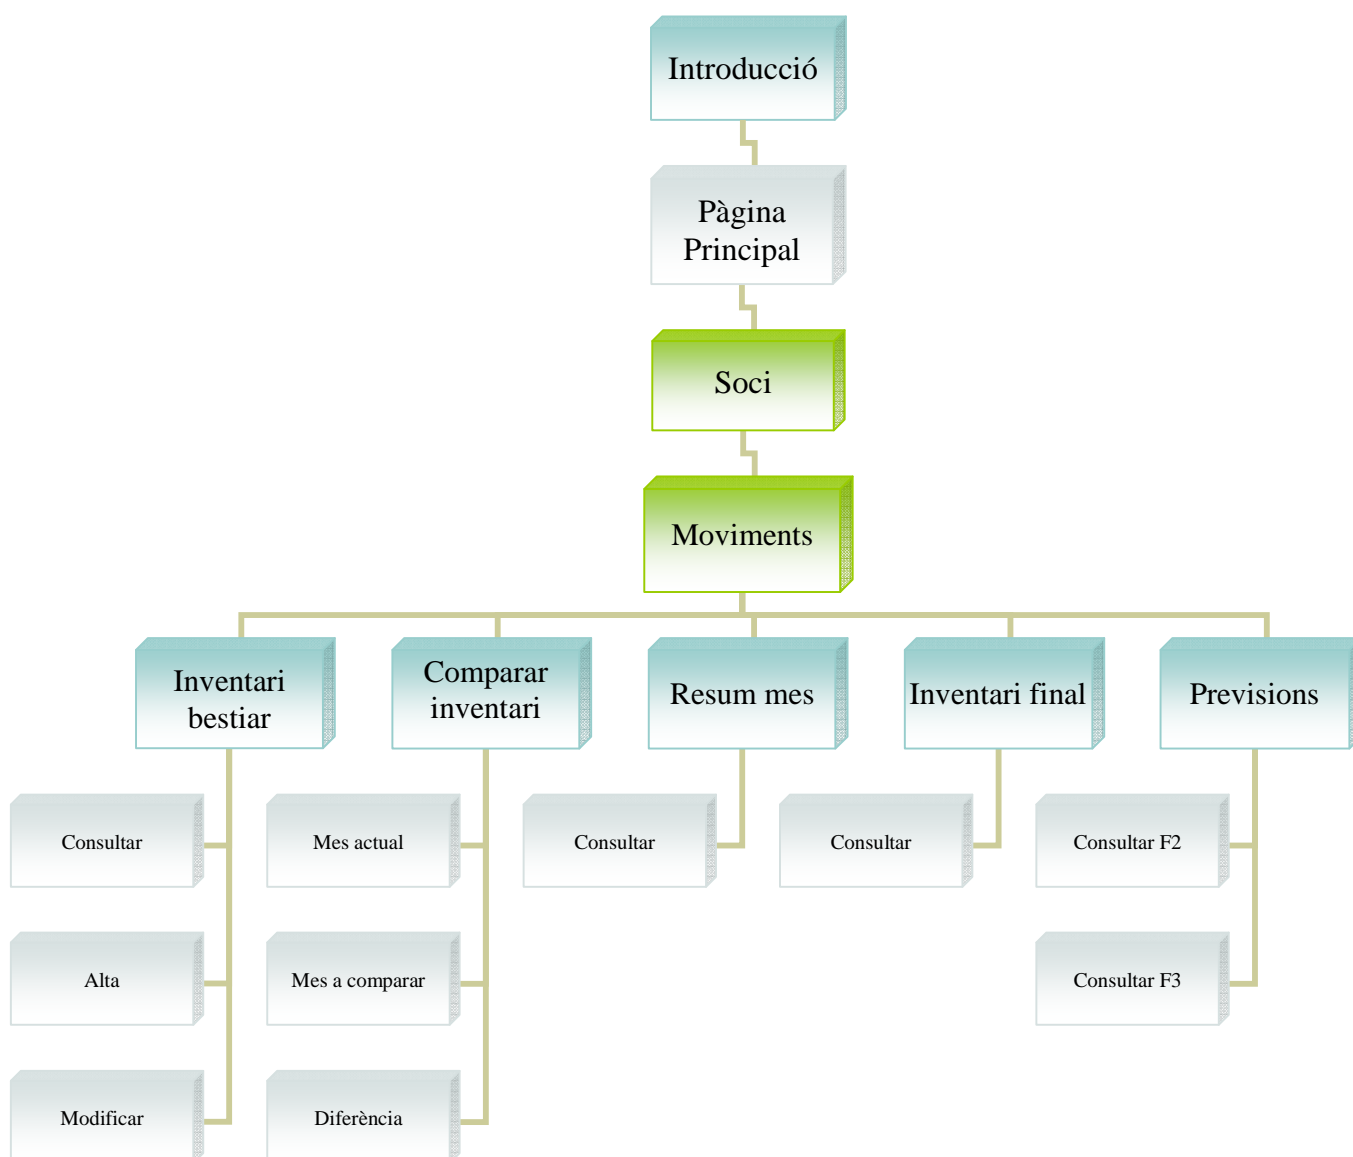 Introducció
Pàgina
Principal
Soci
Moviments
Inventari
bestiar
Comparar
inventari
Resum mes
Inventari final
Previsions
Consultar
Mes actual
Consultar
Consultar
Consultar F2
Alta
Mes a comparar
Consultar F3
Modificar
Diferència